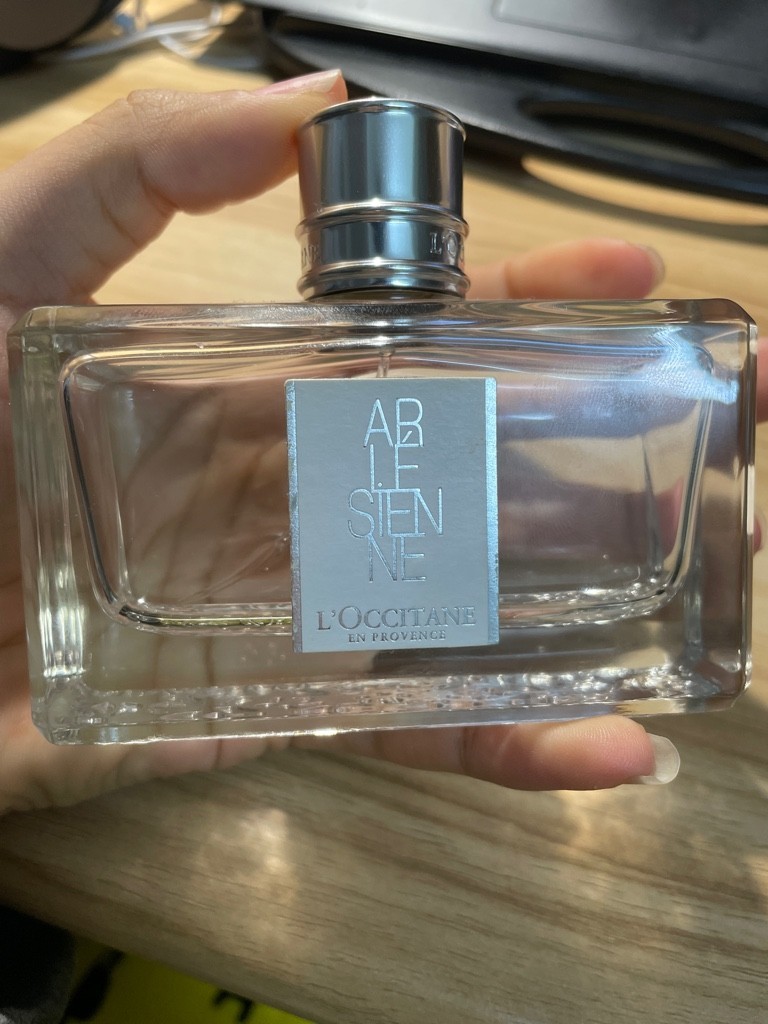 AR
LÉ
SIEN
NE
L'OCCITANE
EN PROVENCE